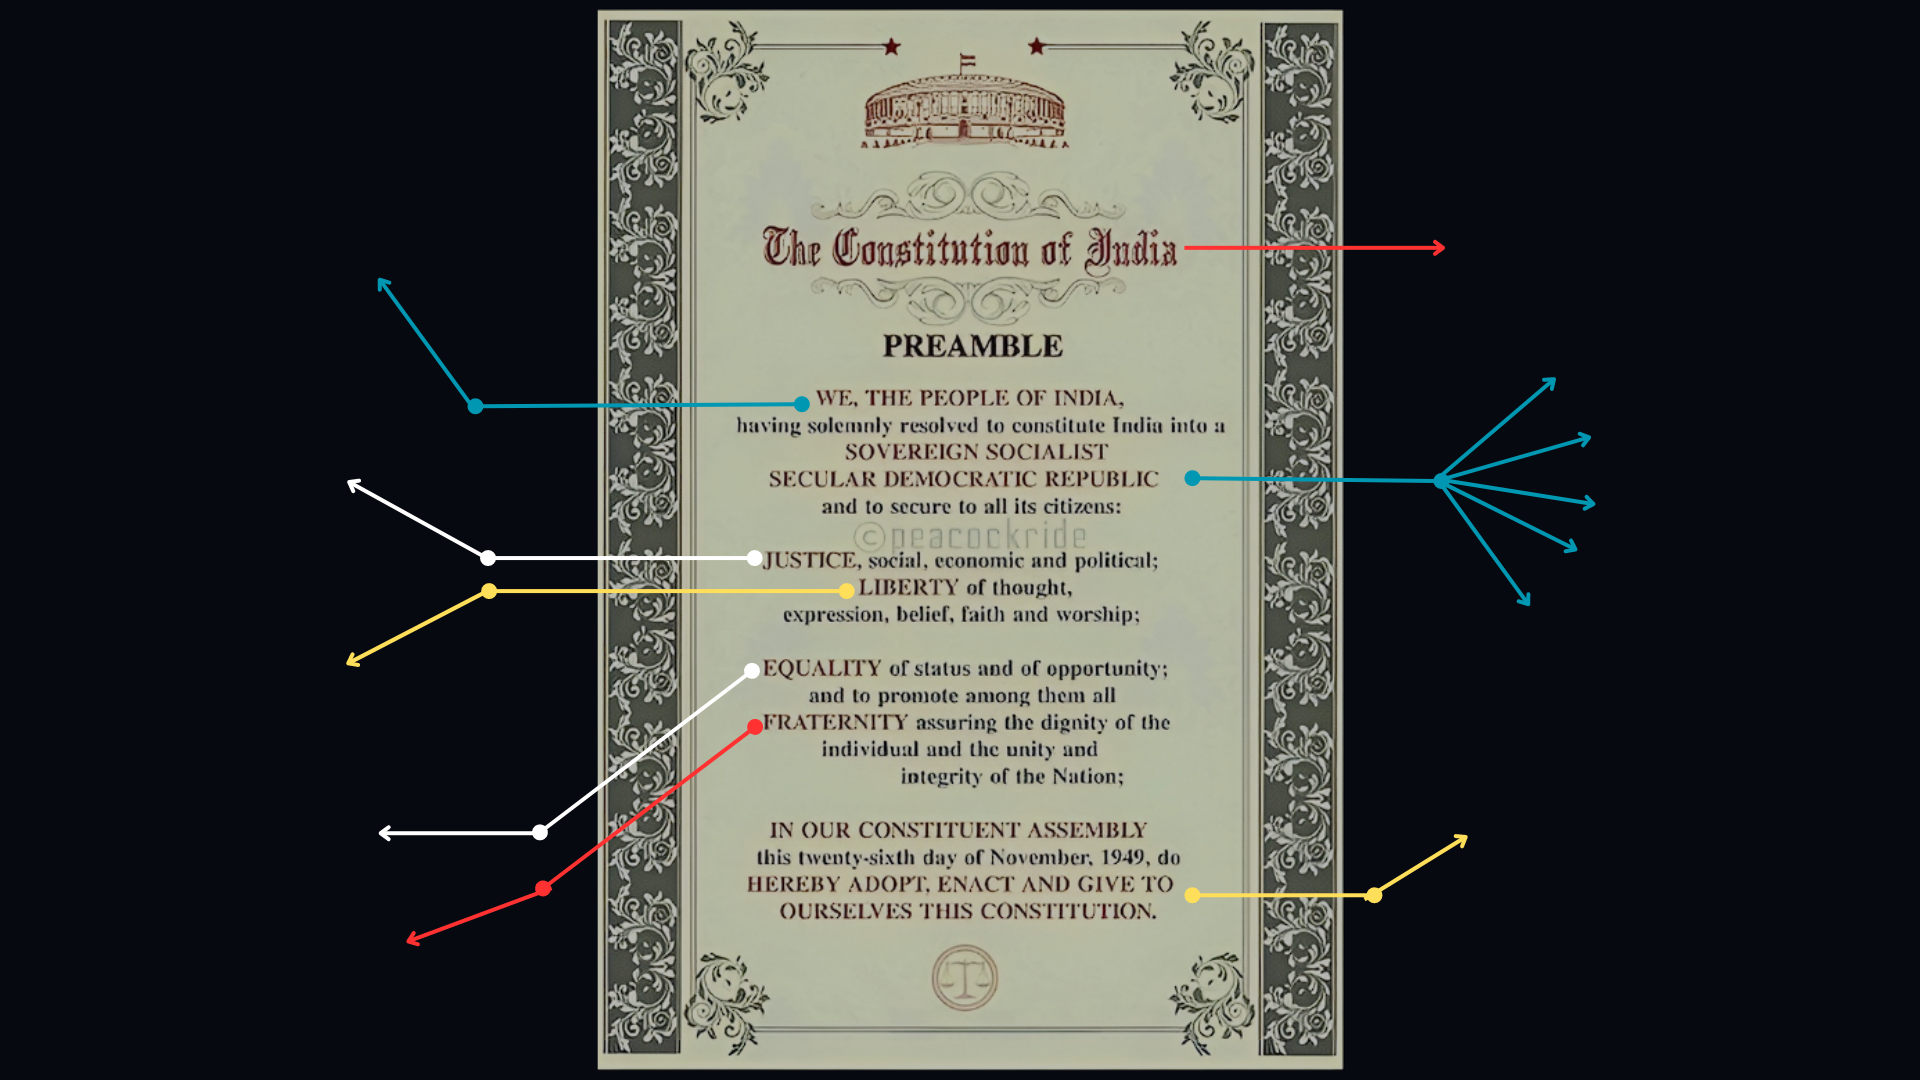 The Constitution of India
PREAMBLE
WE, THE PEOPLE OF INDIA,
having solemnly resolved to constitute India into a
SOVEREIGN SOCIALIST
SECULAR DEMOCRATIC REPUBLIC
and to secure to all its citizens:
©peacockride
JUSTICE, social, economic and political;
LIBERTY of thought,
expression, belief, faith and worship;
EQUALITY of status and of opportunity;
and to promote among them all
FRATERNITY assuring the dignity of the
individual and the unity and
integrity of the Nation;
IN OUR CONSTITUENT ASSEMBLY
this twenty-sixth day of November, 1949, do
HEREBY ADOPT, ENACT AND GIVE TO
OURSELVES THIS CONSTITUTION.